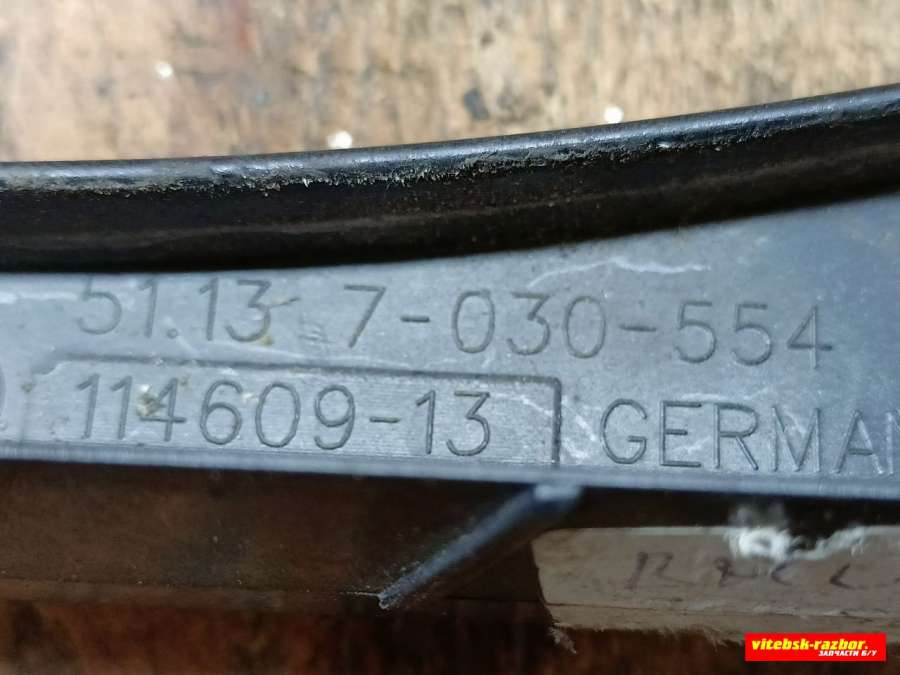 51.13 7-030-554
114609-13 GERMAN
vitebsk-razbor.
ЗАПЧАСТИ Б/У